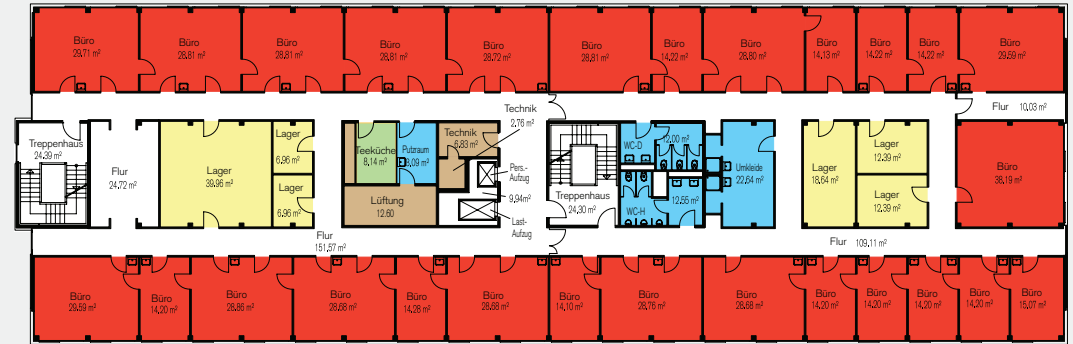 Büro
29.71 m²
Büro
28.81 m²
Büro
28.81 m²
Büro
28.81 m²
Büro
28.72 m²
Büro
28.81 m²
Büro
14.22 m²
Büro
28.80 m²
Büro
14.13 m²
Büro
14.22 m²
Büro
14.22 m²
Büro
29.59 m²
Treppenhaus
24.39 m²
Flur
24.72 m²
Lager
39.96 m²
Lager
6.96 m²
Lager
6.96 m²
Teeküche
8,14 m²
Putzraum
8,09 m²
Technik
6.83 m²
Technik
2.76 m²
Lüftung
12.60
Pers.-
Aufzug
9,94m²
Last-
Aufzug
Treppenhaus
24,30 m²
WC-D
12.00 m²
WC-H
12.55 m²
Umkleide
22,64 m²
Lager
18.64 m²
Lager
12.39 m²
Lager
12.39 m²
Flur 10,03 m²
Büro
38,19 m²
Flur
151,57 m²
Flur 109.11 m²
Büro
29.59 m²
Büro
14,20 m²
Büro
28.86 m²
Büro
28.68 m²
Büro
14.28 m²
Büro
28.68 m²
Büro
14.10 m²
Büro
28.76 m²
Büro
28.68 m²
Büro
14.20 m²
Büro
14.20 m²
Büro
14.20 m²
Büro
14.20 m²
Büro
15.07 m²